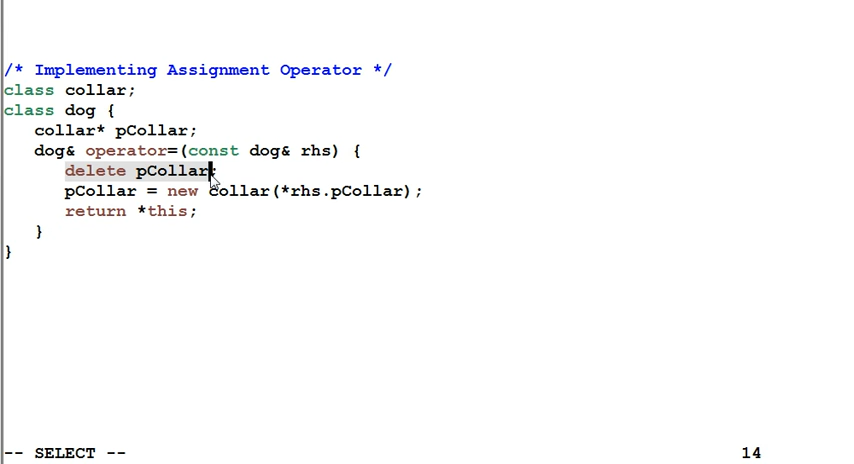 /* Implementing Assignment Operator */
class collar;
class dog {
   collar* pCollar;
   dog& operator=(const dog& rhs) {
      delete pCollar;
      pCollar = new collar(*rhs.pCollar);
      return *this;
   }
}
-- SELECT -- 14